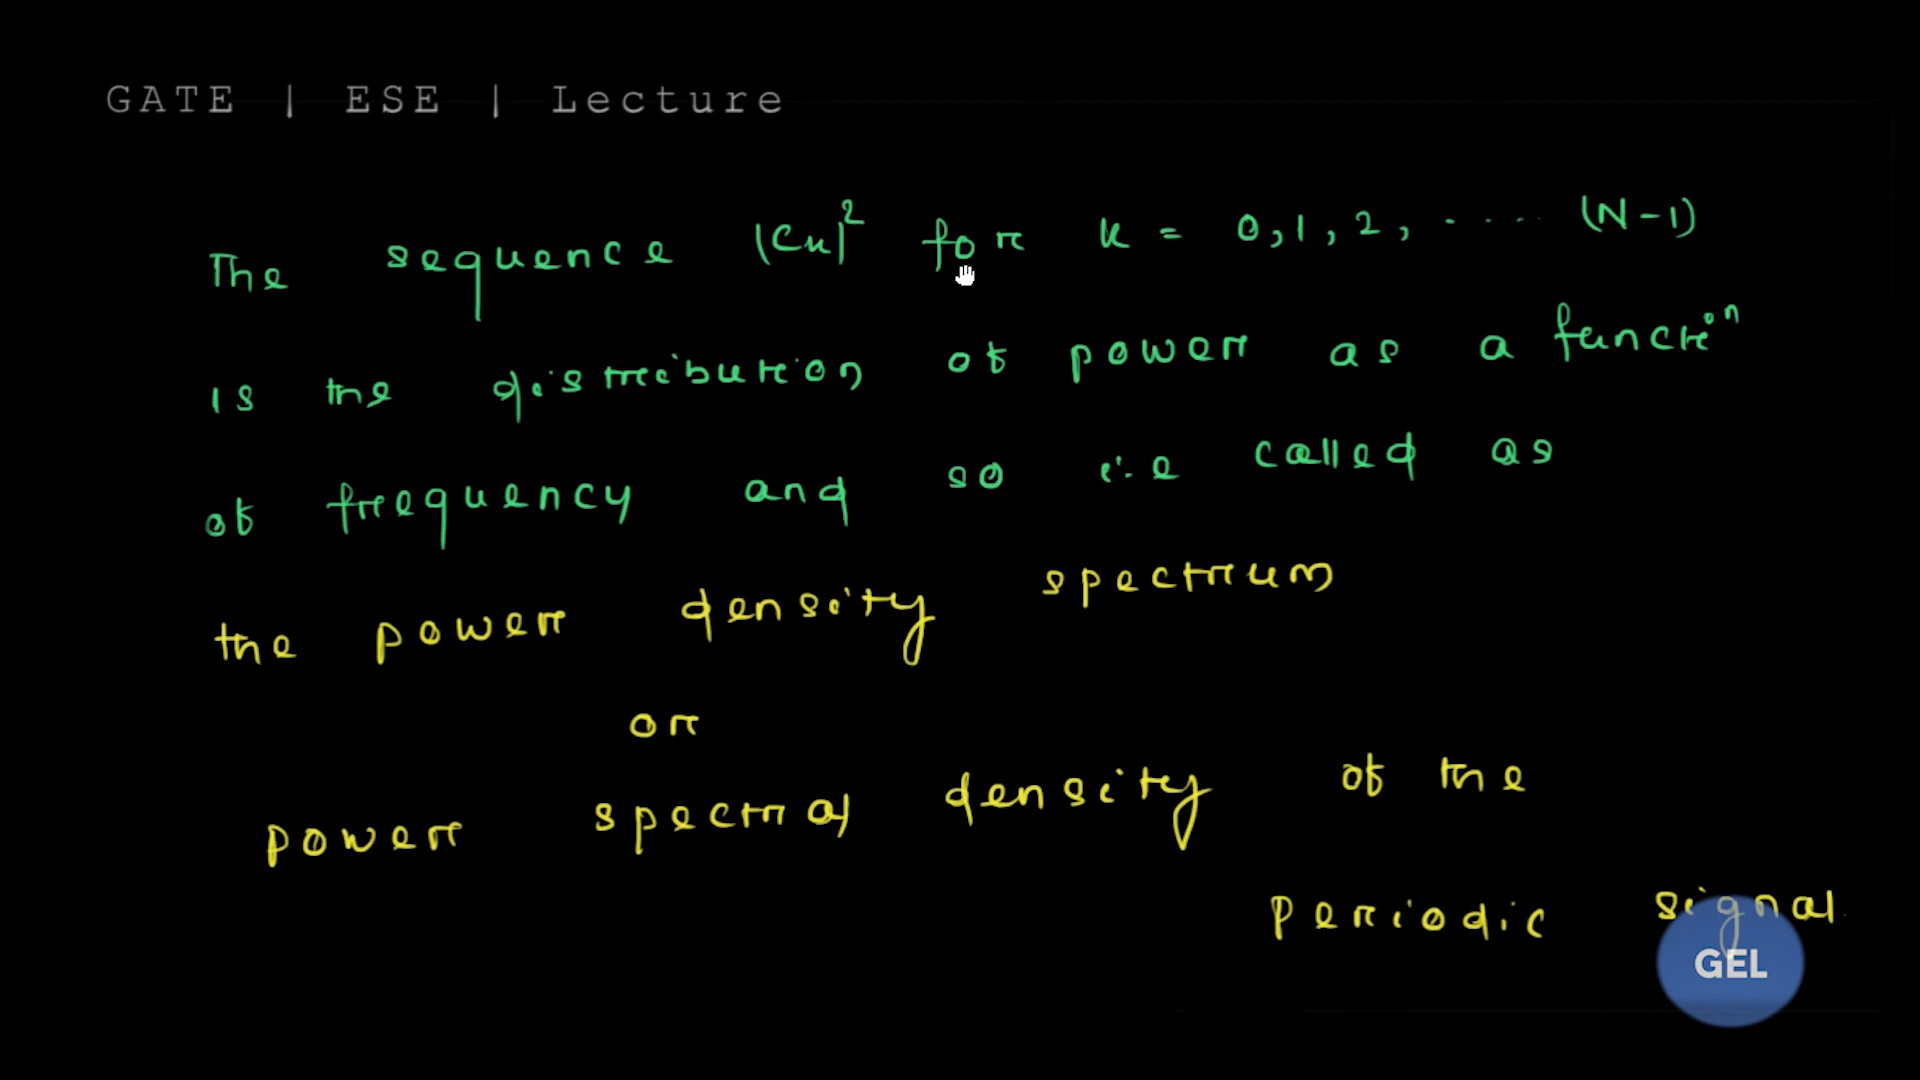 GATE | ESE | Lecture
The sequence |Ck|² for k = 0, 1, 2, ..... (N-1)
is the distribution of power as a function
of frequency and so i.e called as
the power density spectrum
or
power spectral density of the
periodic signal.
GEL